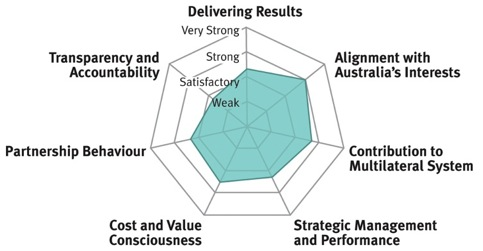 Delivering Results
Very Strong
Strong
Satisfactory
Weak
Transparency and
Accountability
Alignment with
Australia's Interests
Partnership Behaviour
Contribution to
Multilateral System
Cost and Value
Consciousness
Strategic Management
and Performance